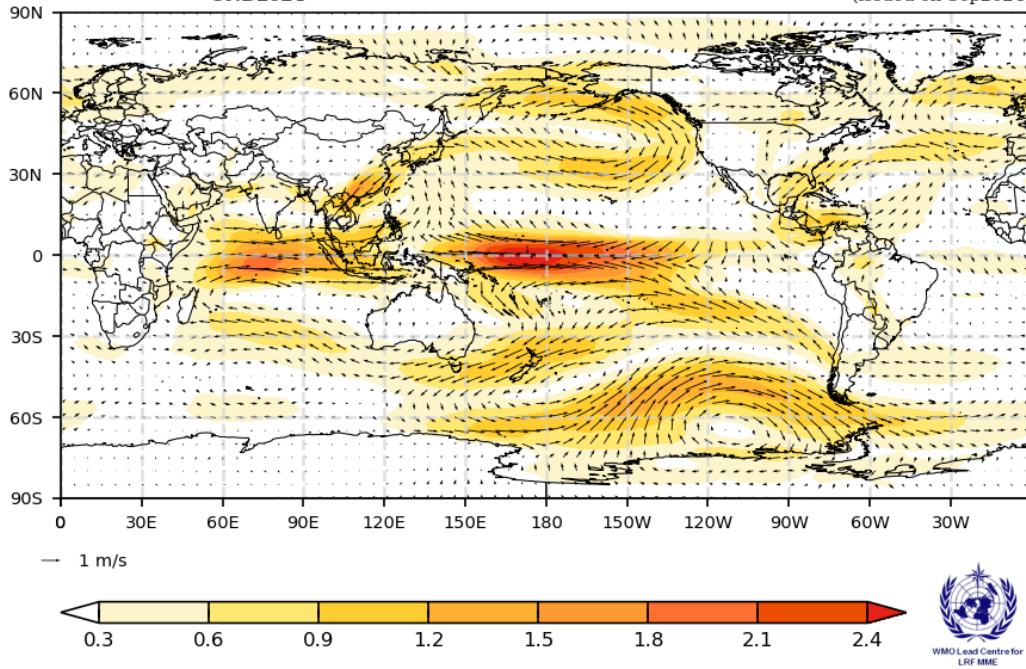 90N
60N
30N
0
30S
60S
90S
0 30E 60E 90E 120E 150E 180 150W 120W 90W 60W 30W
1 m/s
0.3 0.6 0.9 1.2 1.5 1.8 2.1 2.4
WMO Lead Centre for
LRF MME